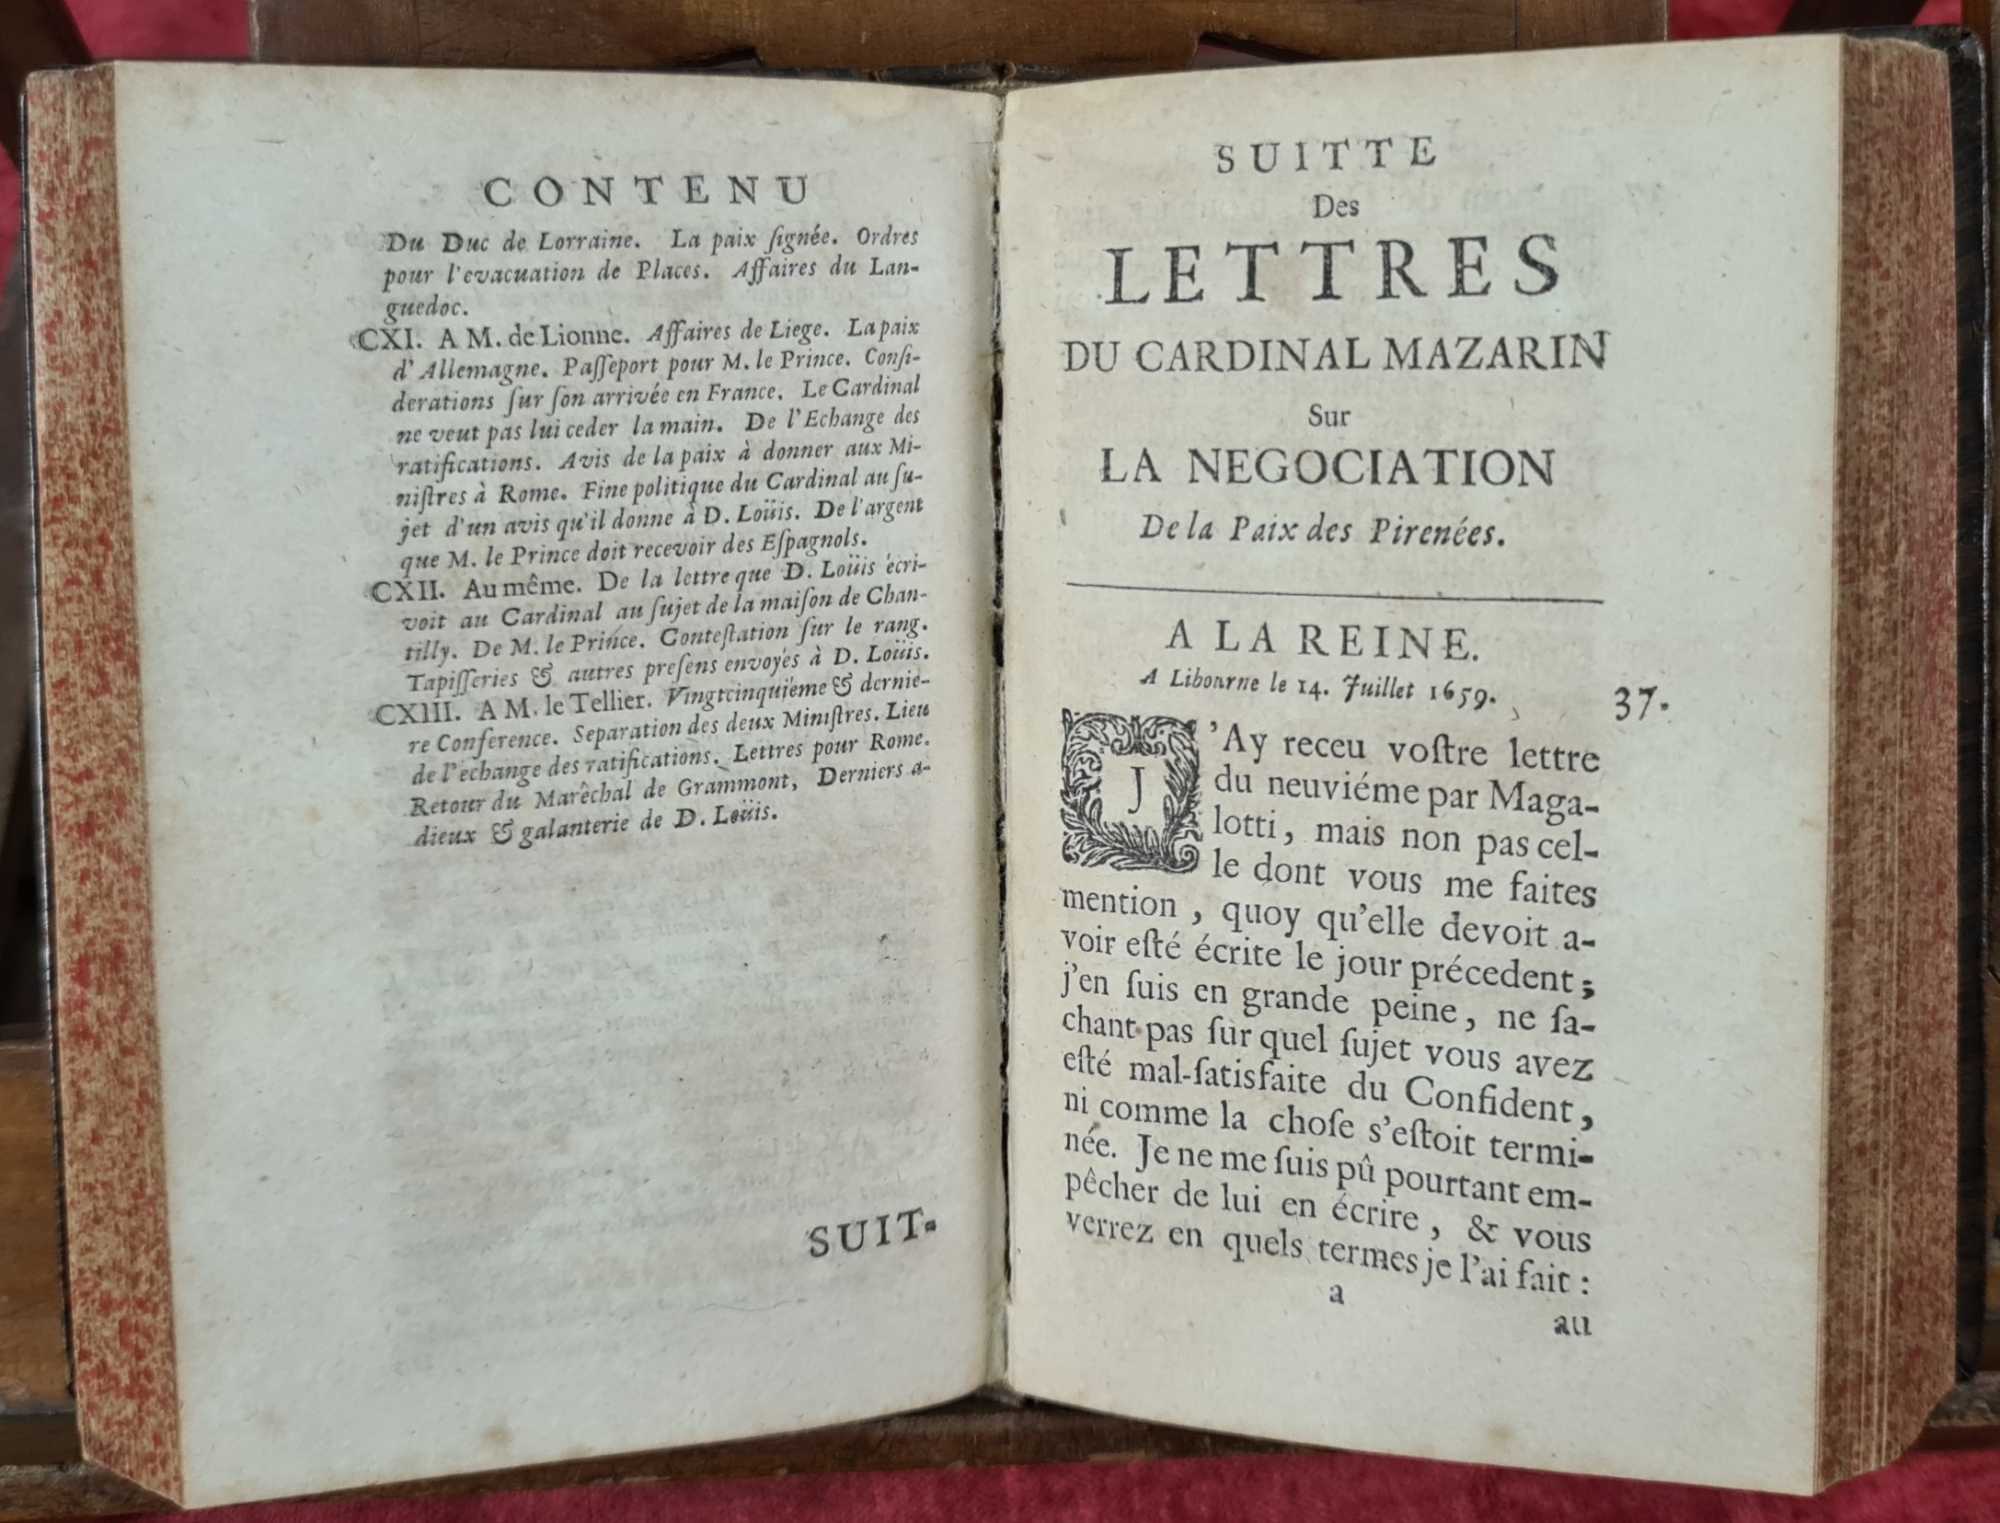 CONTENU
Du Duc de Lorraine. La paix ſignée. Ordres
pour l'evacuation de Places. Affaires du Lan-
guedoc.
CXI. A M. de Lionne. Affaires de Liege. La paix
d'Allemagne. Paſſeport pour M. le Prince. Conſi-
derations ſur ſon arrivée en France. Le Cardinal
ne veut pas lui ceder la main. De l'Echange des
ratifications. Avis de la paix à donner aux Mi-
niſtres à Rome. Fine politique du Cardinal au ſu-
jet d'un avis qu'il donne à D. Loüis. De l'argent
que M. le Prince doit recevoir des Eſpagnols.
CXII. Au même. De la lettre que D. Loüis écri-
voit au Cardinal au ſujet de la maiſon de Chan-
tilly. De M. le Prince. Conteſtation ſur le rang.
Tapiſſeries & autres preſens envoyés à D. Loüis.
CXIII. A M. le Tellier. Vingtcinquiéme & dernie-
re Conference. Separation des deux Miniſtres. Lieu
de l'échange des ratifications. Lettres pour Rome.
Retour du Marêchal de Grammont, Derniers a-
dieux & galanterie de D. Loüis.
SUIT-
SUITTE
Des
LETTRES
DU CARDINAL MAZARIN
Sur
LA NEGOCIATION
De la Paix des Pirenées.
A LA REINE.
A Libourne le 14. Juillet 1659.
37.
J'Ay receu voſtre lettre
du neuviéme par Maga-
lotti, mais non pas cel-
le dont vous me faites
mention, quoy qu'elle devoit a-
voir eſté écrite le jour précedent;
j'en ſuis en grande peine, ne ſa-
chant pas ſur quel ſujet vous avez
eſté mal-ſatisfaite du Confident,
ni comme la choſe s'eſtoit termi-
née. Je ne me ſuis pû pourtant em-
pêcher de lui en écrire, & vous
verrez en quels termes je l'ai fait:
a
au